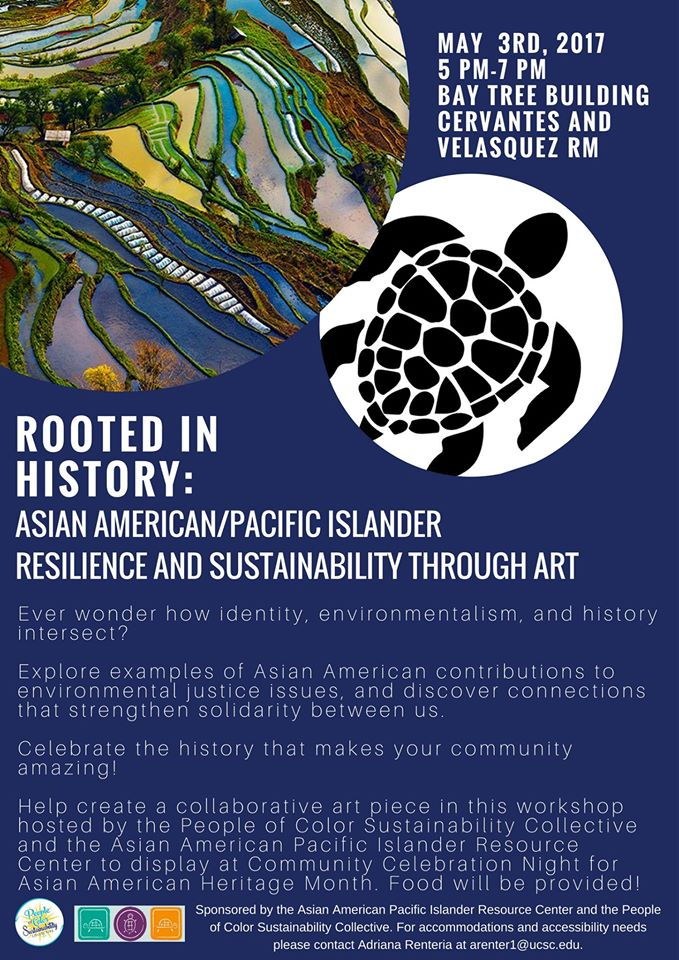 MAY 3RD, 2017
5 PM-7 PM
BAY TREE BUILDING
CERVANTES AND
VELASQUEZ RM
ROOTED IN
HISTORY:
ASIAN AMERICAN/PACIFIC ISLANDER
RESILIENCE AND SUSTAINABILITY THROUGH ART
Ever wonder how identity, environmentalism, and history
intersect?
Explore examples of Asian American contributions to
environmental justice issues, and discover connections
that strengthen solidarity between us.
Celebrate the history that makes your community
amazing!
Help create a collaborative art piece in this workshop
hosted by the People of Color Sustainability Collective
and the Asian American Pacific Islander Resource
Center to display at Community Celebration Night for
Asian American Heritage Month. Food will be provided!
People
of Color
Sustainability
Sponsored by the Asian American Pacific Islander Resource Center and the People
of Color Sustainability Collective. For accommodations and accessibility needs
please contact Adriana Renteria at arenter1@ucsc.edu.